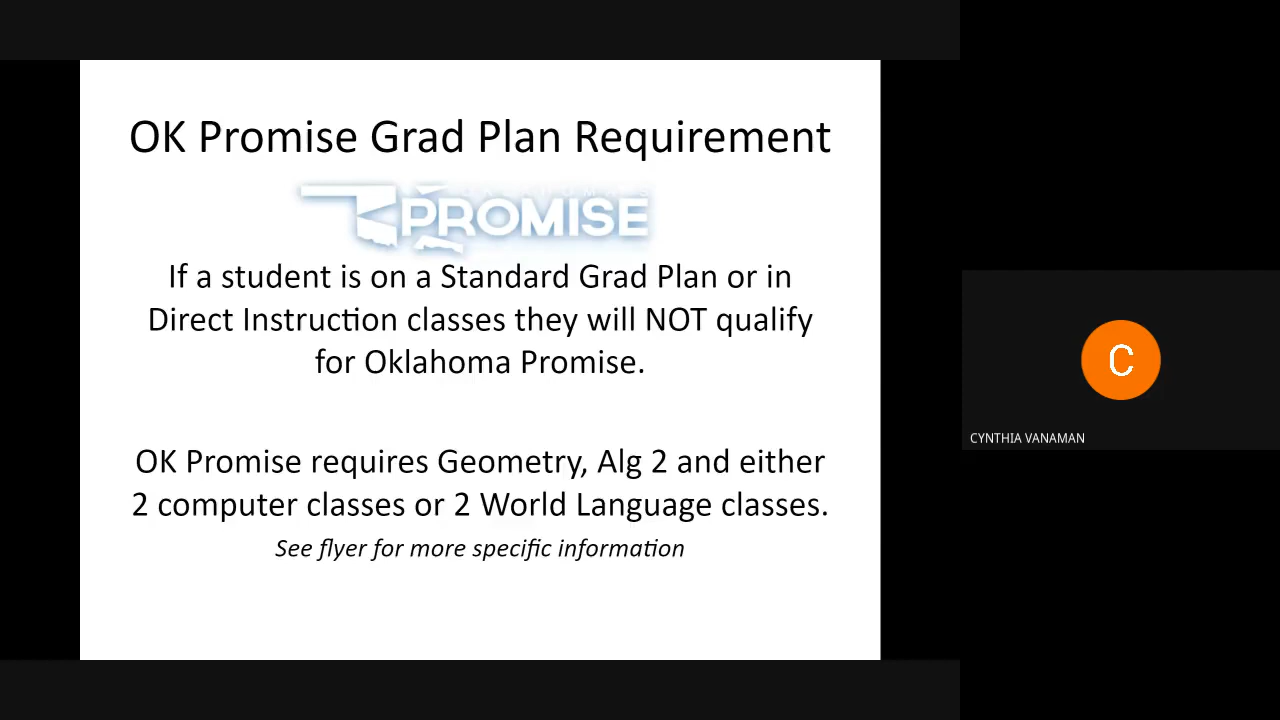 OK Promise Grad Plan Requirement
OKLAHOMA'S
PROMISE
If a student is on a Standard Grad Plan or in
Direct Instruction classes they will NOT qualify
for Oklahoma Promise.
OK Promise requires Geometry, Alg 2 and either
2 computer classes or 2 World Language classes.
See flyer for more specific information
C
CYNTHIA VANAMAN